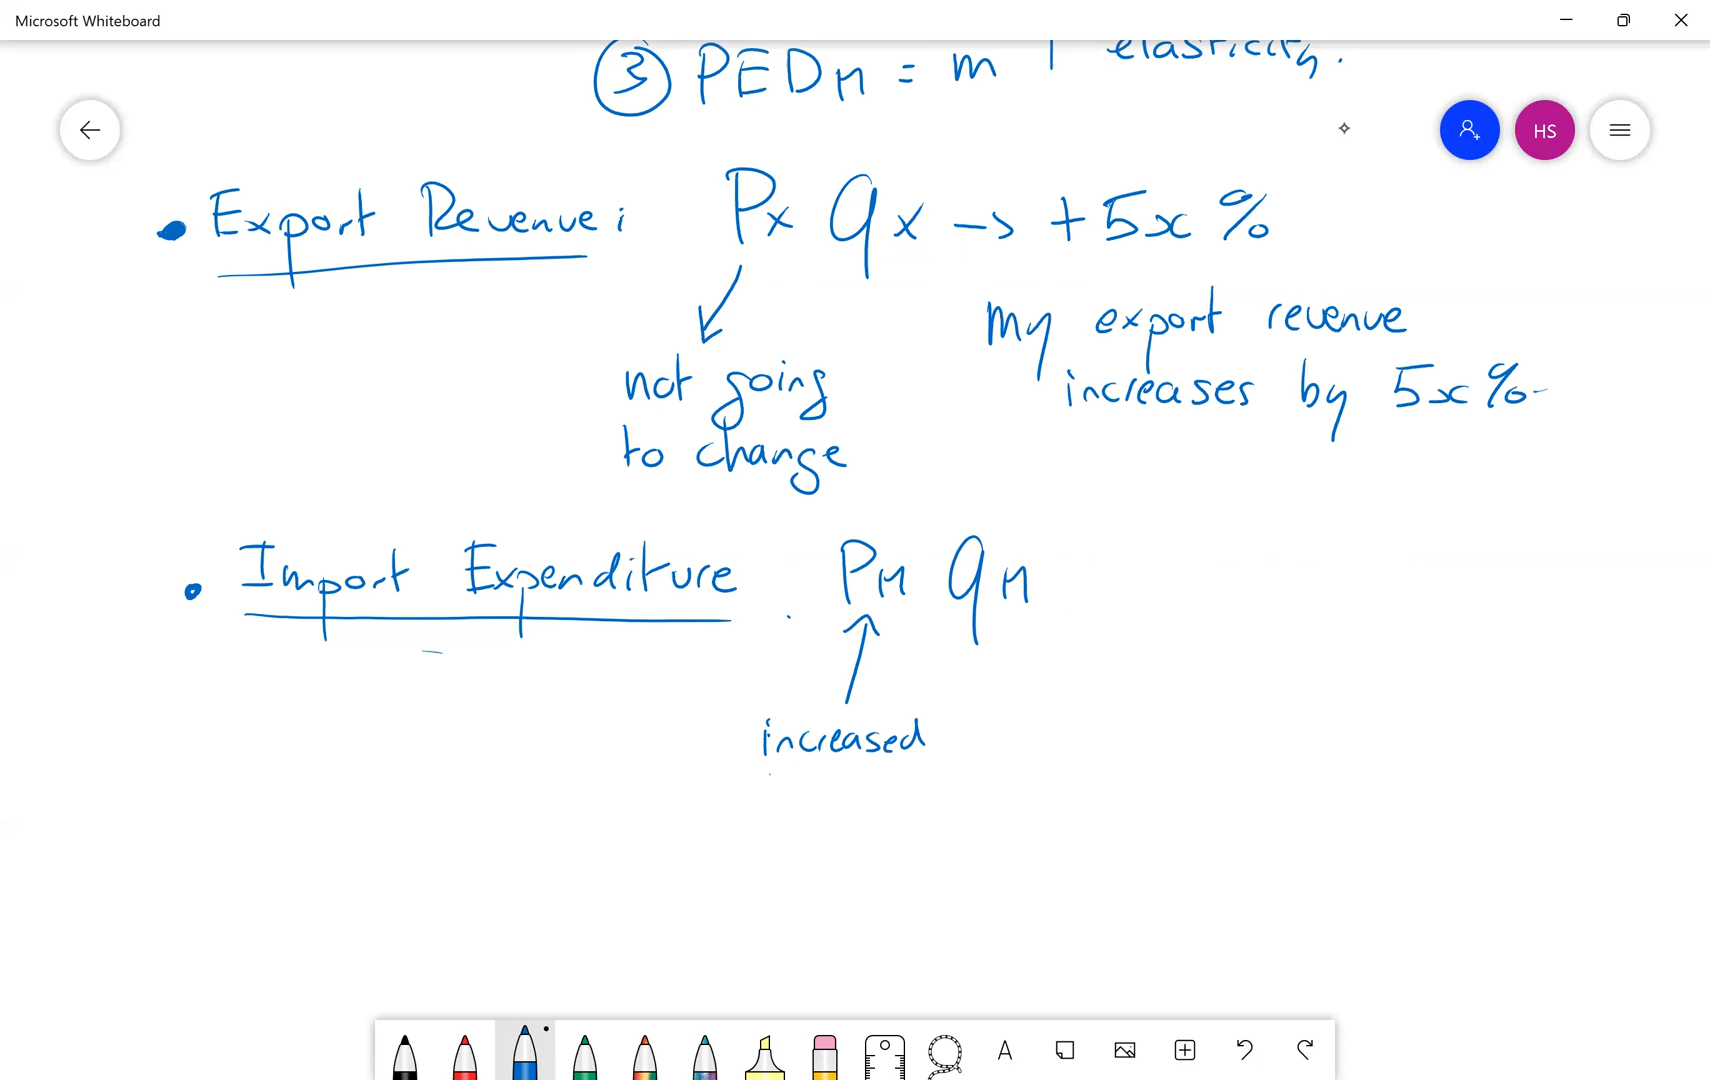 Microsoft Whiteboard
③ PEDM = m elasticity.
HS
• Export Revenue: Px Qx → +5x%
not going
to change
my export revenue
increases by 5x%
• Import Expenditure PM QM
increased
A